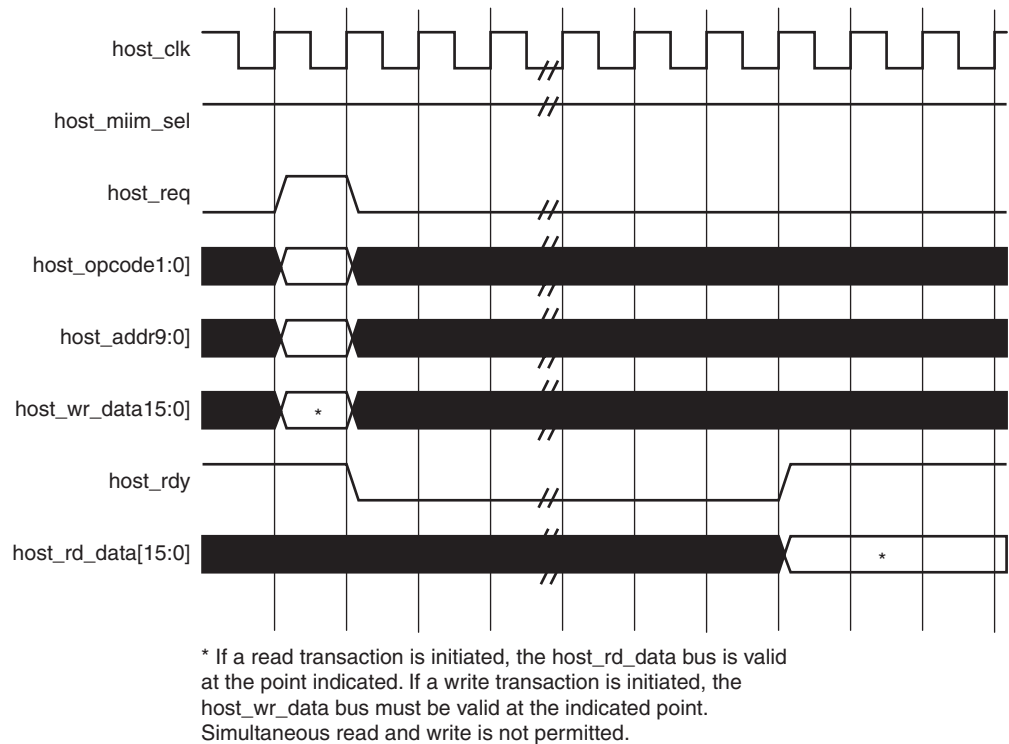 host_clk
host_miim_sel
host_req
host_opcode1:0]
host_addr9:0]
host_wr_data15:0]
*
host_rdy
host_rd_data[15:0]
*
* If a read transaction is initiated, the host_rd_data bus is valid
at the point indicated. If a write transaction is initiated, the
host_wr_data bus must be valid at the indicated point.
Simultaneous read and write is not permitted.